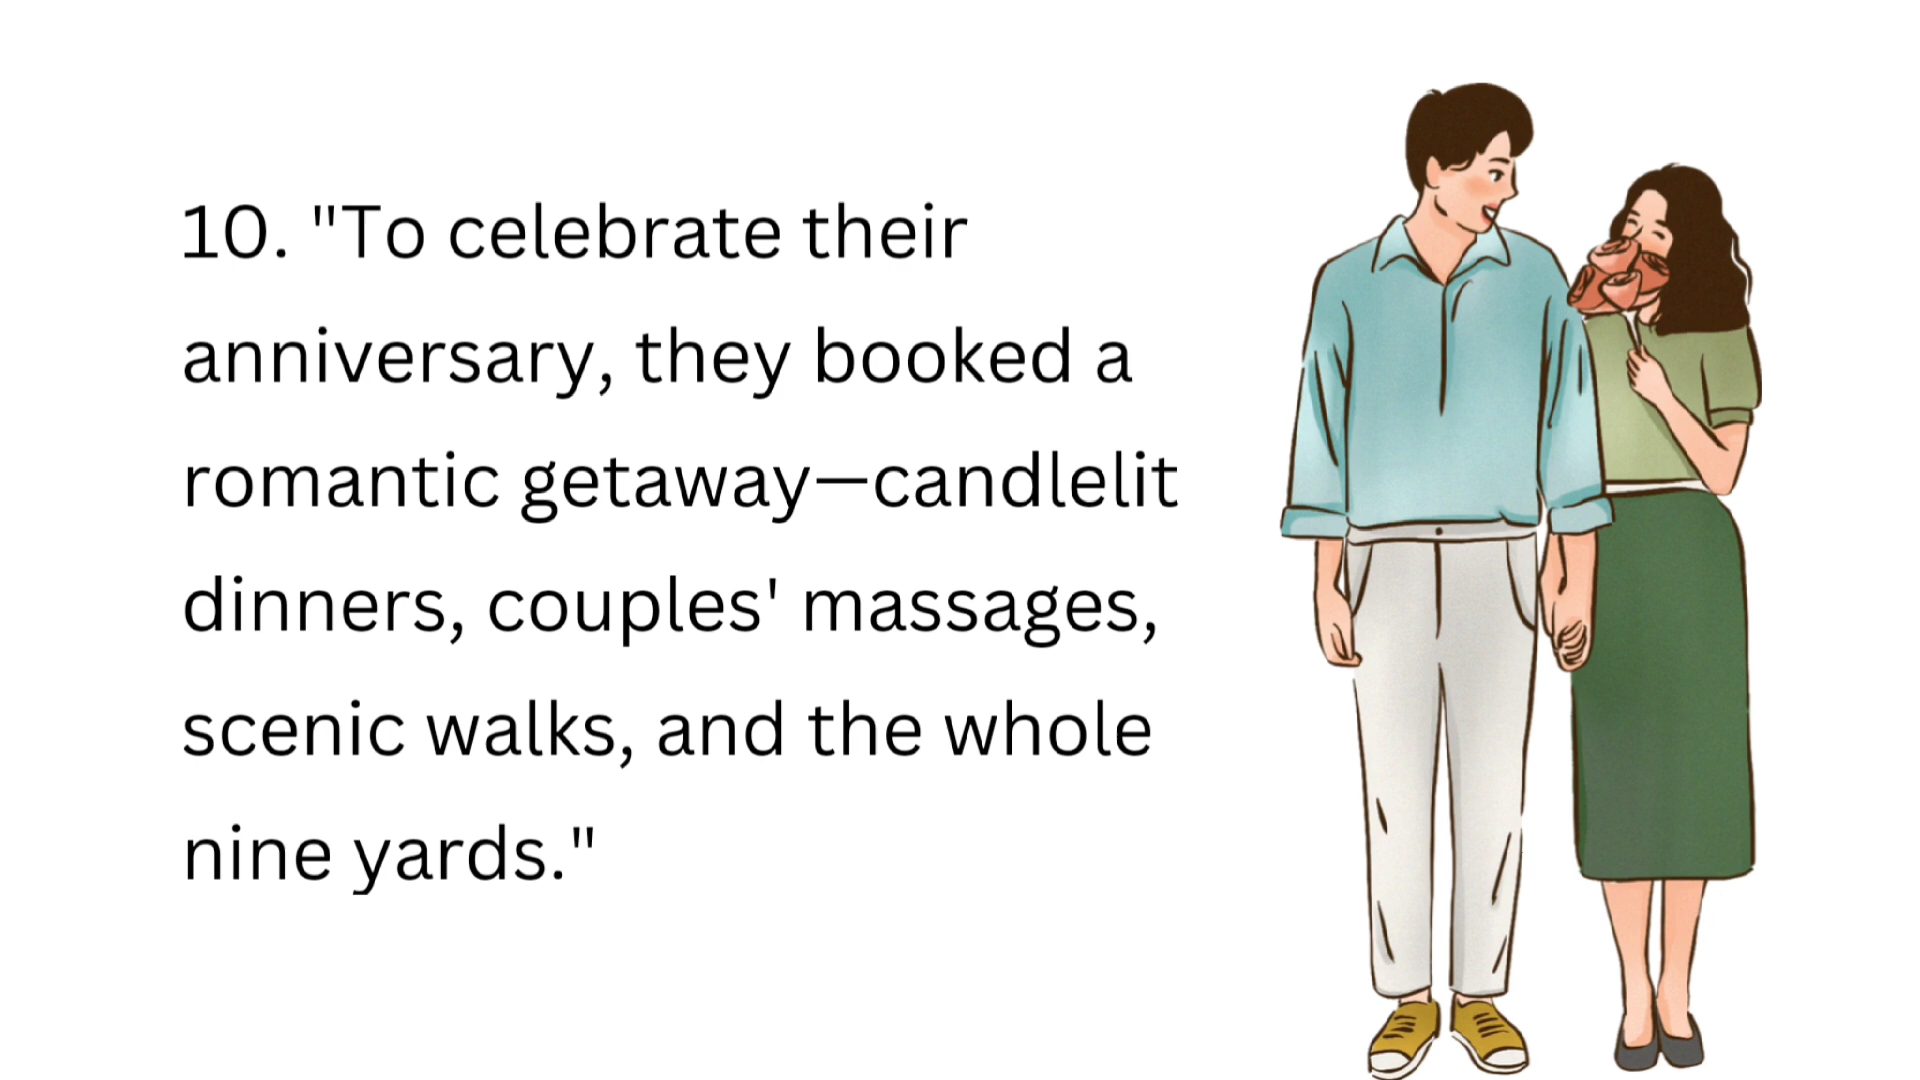 10. "To celebrate their
anniversary, they booked a
romantic getaway—candlelit
dinners, couples' massages,
scenic walks, and the whole
nine yards."